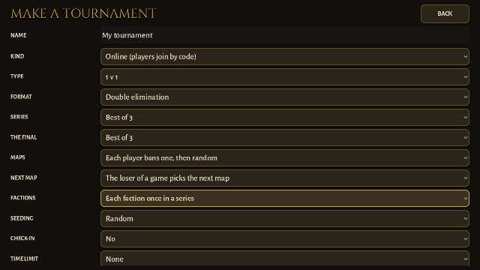 MAKE A TOURNAMENT BACK
NAME My tournament
KIND Online (players join by code)
TYPE 1 v 1
FORMAT Double elimination
SERIES Best of 3
THE FINAL Best of 3
MAPS Each player bans one, then random
NEXT MAP The loser of a game picks the next map
FACTIONS Each faction once in a series
SEEDING Random
CHECK-IN No
TIME LIMIT None